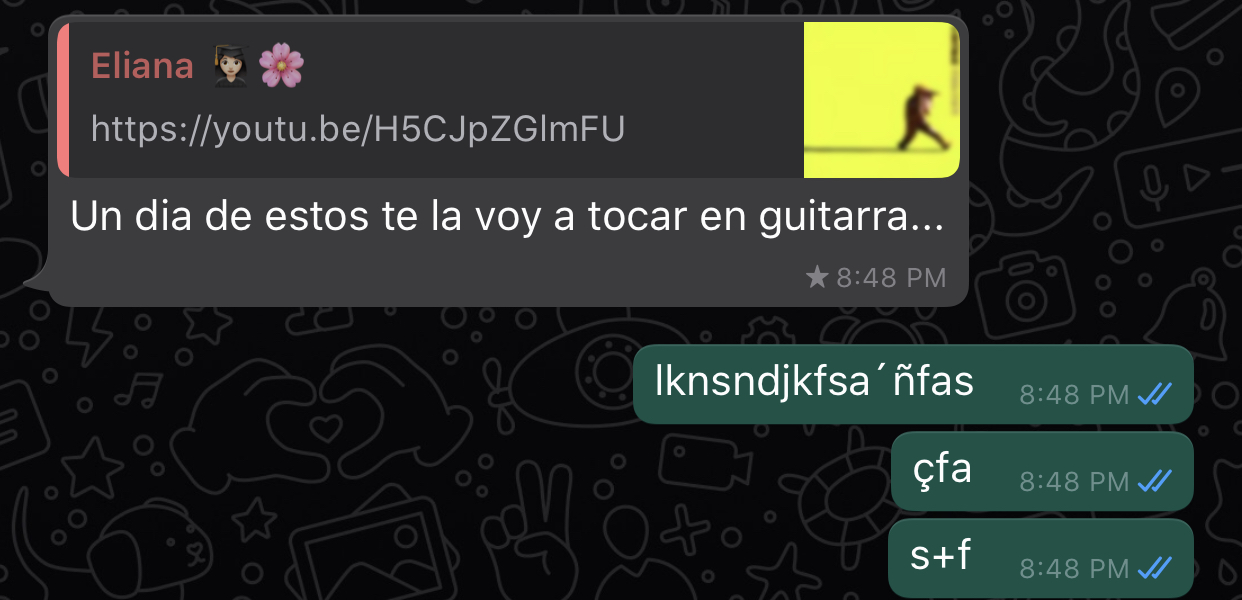 Eliana 👩🏻‍🎓🌸
https://youtu.be/H5CJpZGlmFU
Un dia de estos te la voy a tocar en guitarra...
★ 8:48 PM
lknsndjkfsa´ñfas 8:48 PM
çfa 8:48 PM
s+f 8:48 PM